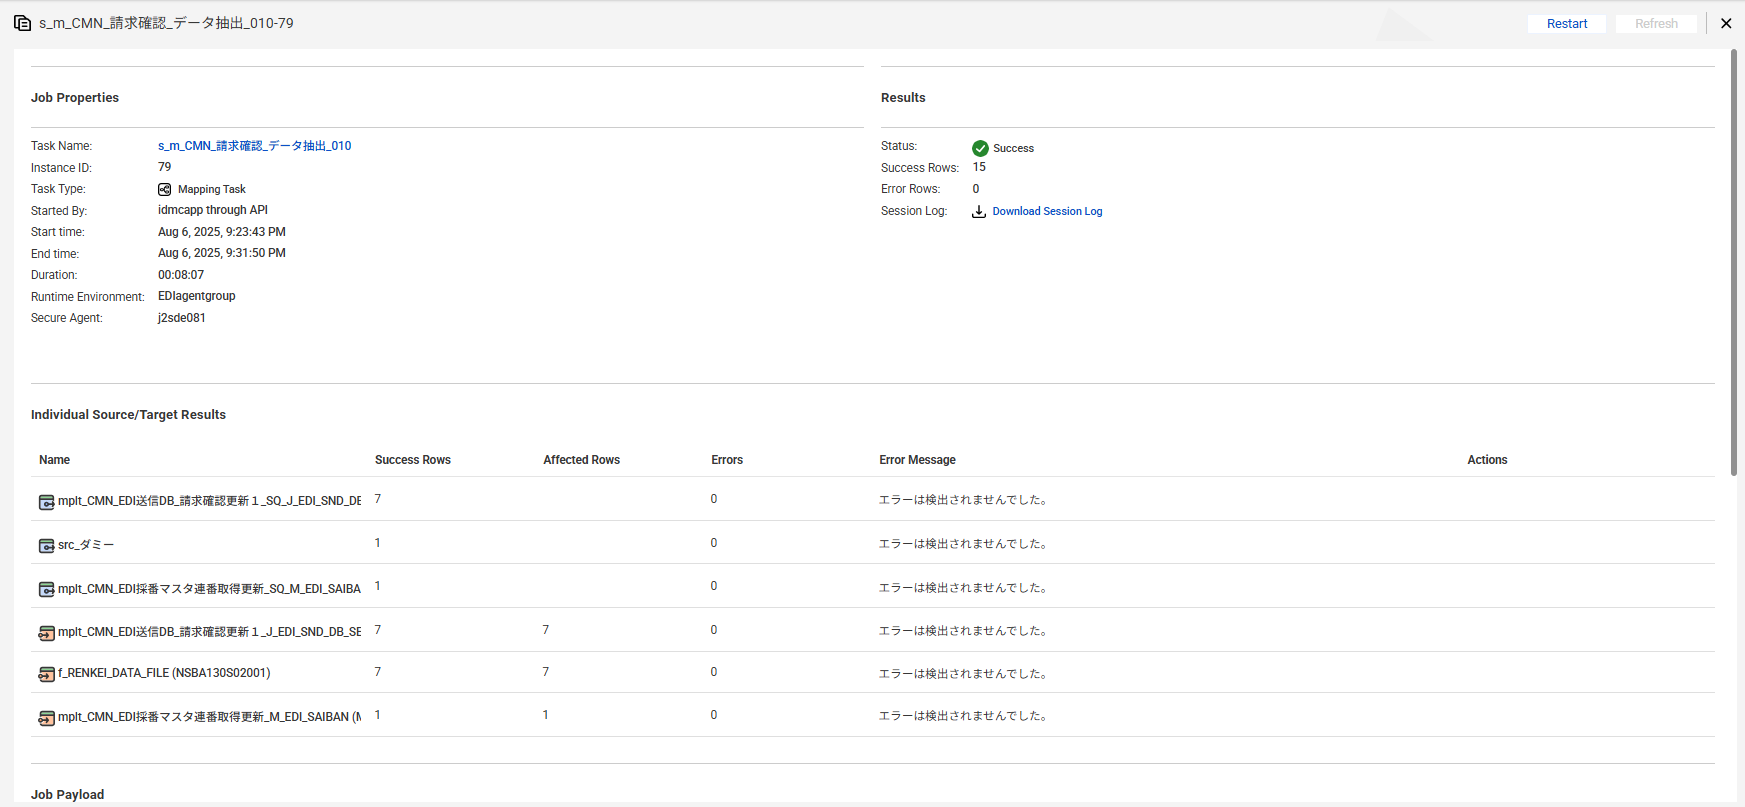 s_m_CMN_請求確認_データ抽出_010-79
Restart
Refresh
Job Properties
Task Name: s_m_CMN_請求確認_データ抽出_010
Instance ID: 79
Task Type: Mapping Task
Started By: idmcapp through API
Start time: Aug 6, 2025, 9:23:43 PM
End time: Aug 6, 2025, 9:31:50 PM
Duration: 00:08:07
Runtime Environment: EDIagentgroup
Secure Agent: j2sde081
Results
Status: Success
Success Rows: 15
Error Rows: 0
Session Log: Download Session Log
Individual Source/Target Results
Name Success Rows Affected Rows Errors Error Message Actions
mplt_CMN_EDI送信DB_請求確認更新１_SQ_J_EDI_SND_DE 7 0 エラーは検出されませんでした。
src_ダミー 1 0 エラーは検出されませんでした。
mplt_CMN_EDI採番マスタ連番取得更新_SQ_M_EDI_SAIBA 1 0 エラーは検出されませんでした。
mplt_CMN_EDI送信DB_請求確認更新１_J_EDI_SND_DB_SE 7 7 0 エラーは検出されませんでした。
f_RENKEI_DATA_FILE (NSBA130S02001) 7 7 0 エラーは検出されませんでした。
mplt_CMN_EDI採番マスタ連番取得更新_M_EDI_SAIBAN (M 1 1 0 エラーは検出されませんでした。
Job Payload